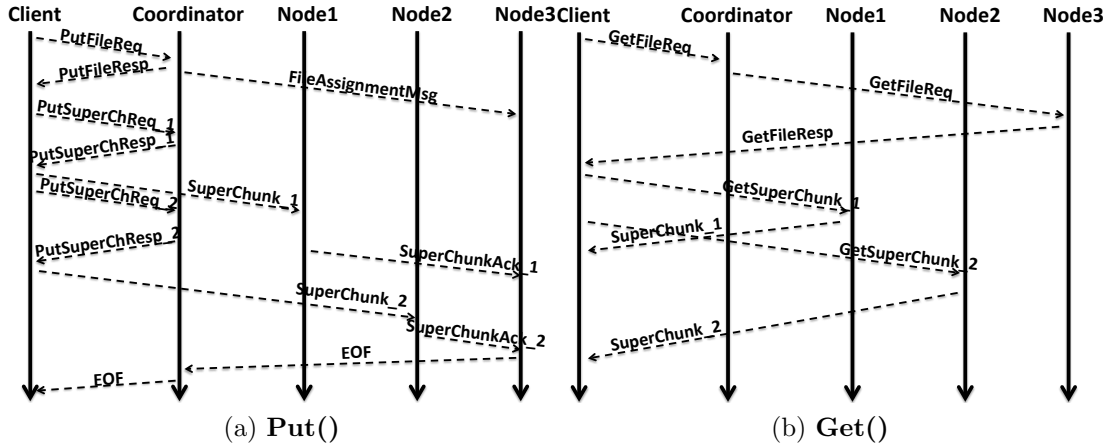 Client Coordinator Node1 Node2 Node3
PutFileReq
PutFileResp
FileAssignmentMsg
PutSuperChReq_1
PutSuperChResp_1
SuperChunk_1
PutSuperChReq_2
PutSuperChResp_2
SuperChunkAck_1
SuperChunk_2
SuperChunkAck_2
EOF
EOF
(a) Put()
Client Coordinator Node1 Node2 Node3
GetFileReq
GetFileReq
GetFileResp
GetSuperChunk_1
SuperChunk_1
GetSuperChunk_2
SuperChunk_2
(b) Get()